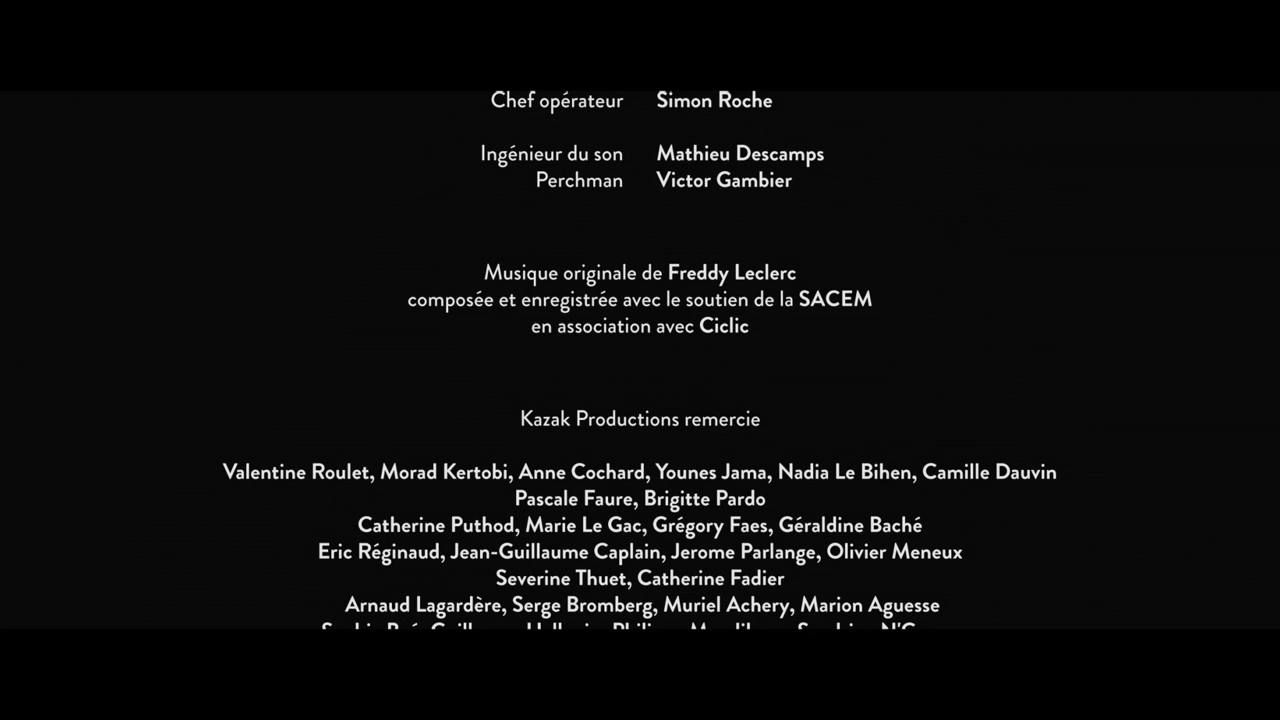 Chef opérateur Simon Roche
Ingénieur du son Mathieu Descamps
Perchman Victor Gambier
Musique originale de Freddy Leclerc
composée et enregistrée avec le soutien de la SACEM
en association avec Ciclic
Kazak Productions remercie
Valentine Roulet, Morad Kertobi, Anne Cochard, Younes Jama, Nadia Le Bihen, Camille Dauvin
Pascale Faure, Brigitte Pardo
Catherine Puthod, Marie Le Gac, Grégory Faes, Géraldine Baché
Eric Réginaud, Jean-Guillaume Caplain, Jerome Parlange, Olivier Meneux
Severine Thuet, Catherine Fadier
Arnaud Lagardère, Serge Bromberg, Muriel Achery, Marion Aguesse